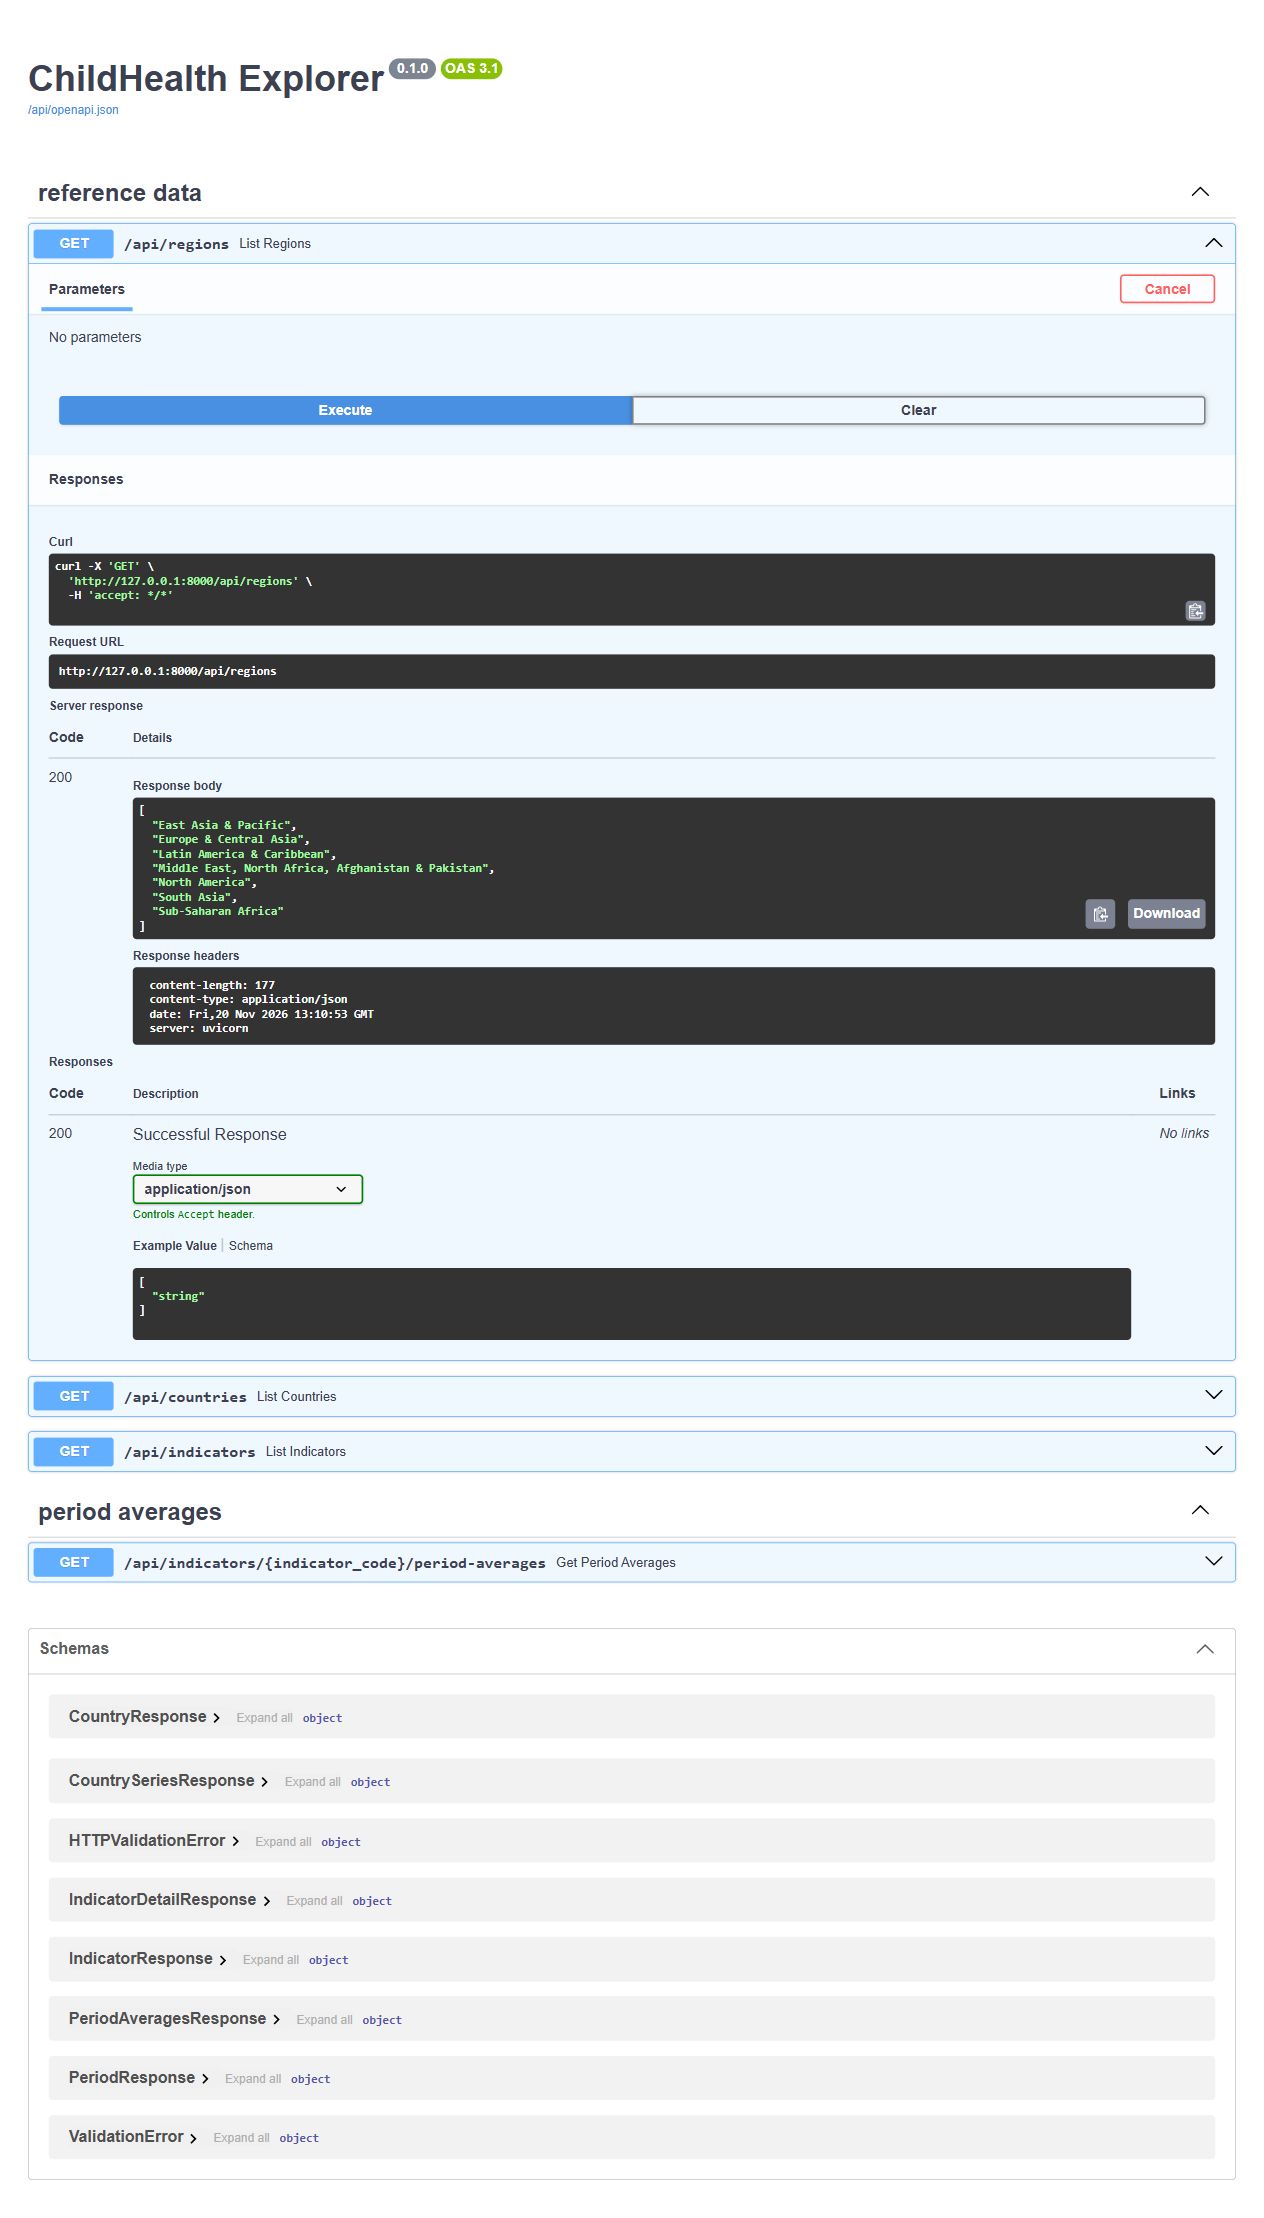 ChildHealth Explorer 0.1.0 OAS 3.1
/api/openapi.json
reference data
GET /api/regions List Regions
Parameters Cancel
No parameters
Execute Clear
Responses
Curl
curl -X 'GET' \
'http://127.0.0.1:8000/api/regions' \
-H 'accept: */*'
Request URL
http://127.0.0.1:8000/api/regions
Server response
Code Details
200
Response body
[
"East Asia & Pacific",
"Europe & Central Asia",
"Latin America & Caribbean",
"Middle East, North Africa, Afghanistan & Pakistan",
"North America",
"South Asia",
"Sub-Saharan Africa"
]
Download
Response headers
content-length: 177
content-type: application/json
date: Fri,20 Nov 2026 13:10:53 GMT
server: uvicorn
Responses
Code Description Links
200 Successful Response No links
Media type
application/json
Controls Accept header.
Example Value Schema
[
"string"
]
GET /api/countries List Countries
GET /api/indicators List Indicators
period averages
GET /api/indicators/{indicator_code}/period-averages Get Period Averages
Schemas
CountryResponse Expand all object
CountrySeriesResponse Expand all object
HTTPValidationError Expand all object
IndicatorDetailResponse Expand all object
IndicatorResponse Expand all object
PeriodAveragesResponse Expand all object
PeriodResponse Expand all object
ValidationError Expand all object